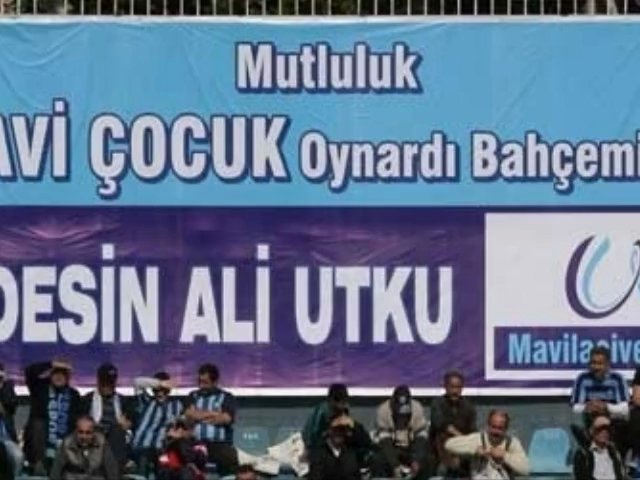 Mutluluk
AVİ ÇOCUK Oynardı Bahçemi
DESİN ALİ UTKU
Mavilacive